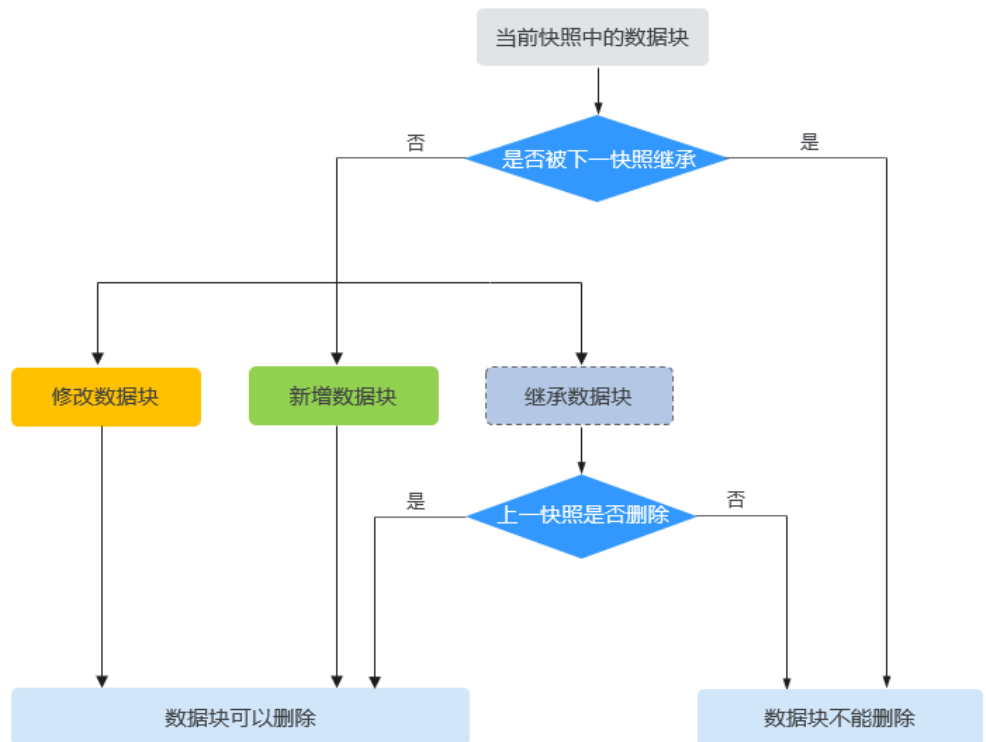 当前快照中的数据块
否
是
是否被下一快照继承
修改数据块
新增数据块
继承数据块
是
否
上一快照是否删除
数据块可以删除
数据块不能删除